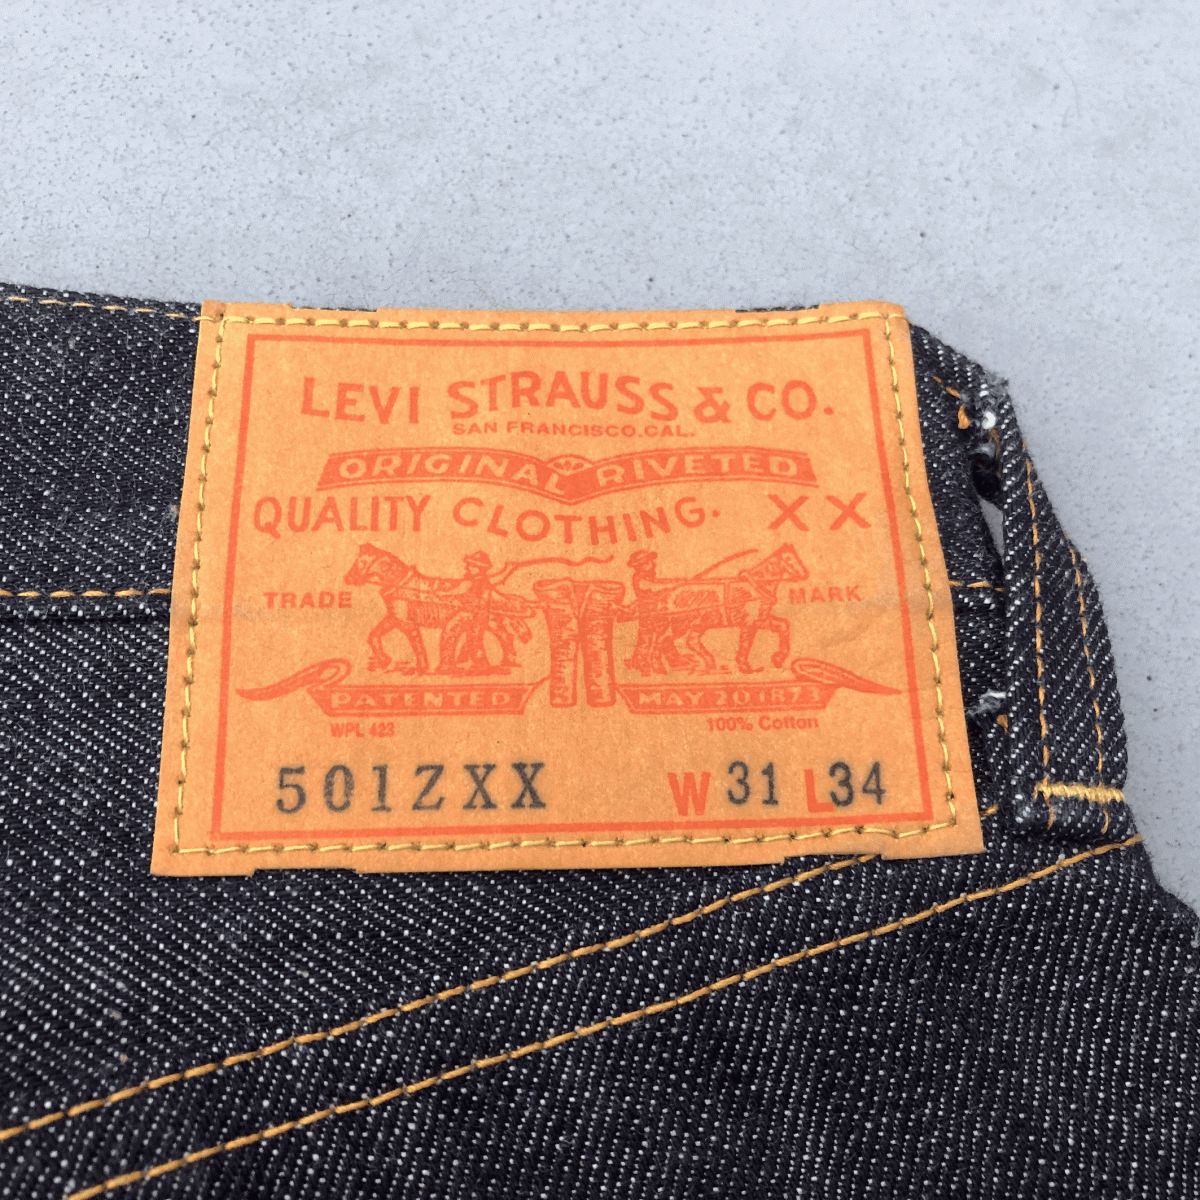 LEVI STRAUSS & CO.
SAN FRANCISCO.CAL.
ORIGINAL RIVETED
QUALITY CLOTHING. XX
TRADE MARK
PATENTED MAY 20 1873
WPL 423 100% Cotton
501ZXX W 31 L34